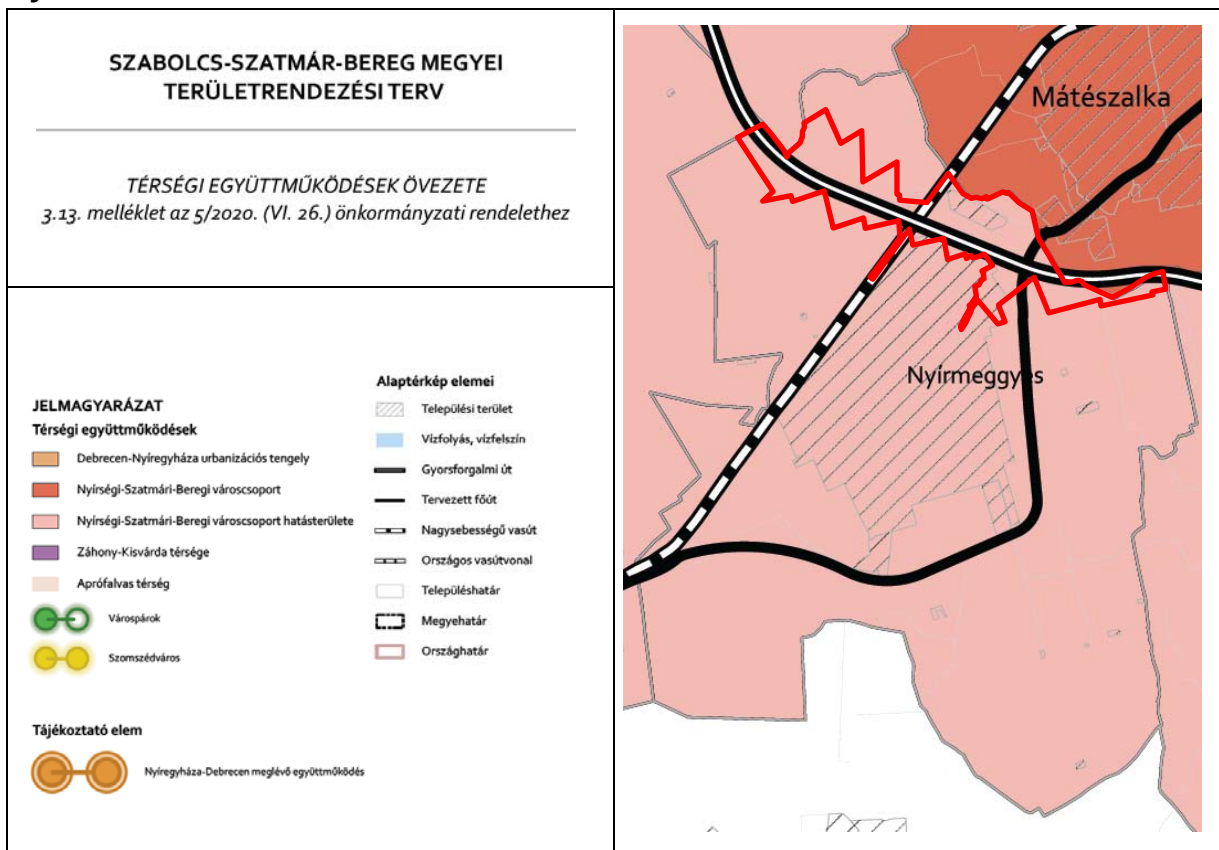 SZABOLCS-SZATMÁR-BEREG MEGYEI
TERÜLETRENDEZÉSI TERV
TÉRSÉGI EGYÜTTMŰKÖDÉSEK ÖVEZETE
3.13. melléklet az 5/2020. (VI. 26.) önkormányzati rendelethez
JELMAGYARÁZAT
Térségi együttműködések
Debrecen-Nyíregyháza urbanizációs tengely
Nyírségi-Szatmári-Beregi városcsoport
Nyírségi-Szatmári-Beregi városcsoport hatásterülete
Záhony-Kisvárda térsége
Aprófalvas térség
Várospárok
Szomszédváros
Alaptérkép elemei
Települési terület
Vízfolyás, vízfelszín
Gyorsforgalmi út
Tervezett főút
Nagysebességű vasút
Országos vasútvonal
Településhatár
Megyehatár
Országhatár
Tájékoztató elem
Nyíregyháza-Debrecen meglévő együttműködés
Mátészalka
Nyírmeggyes